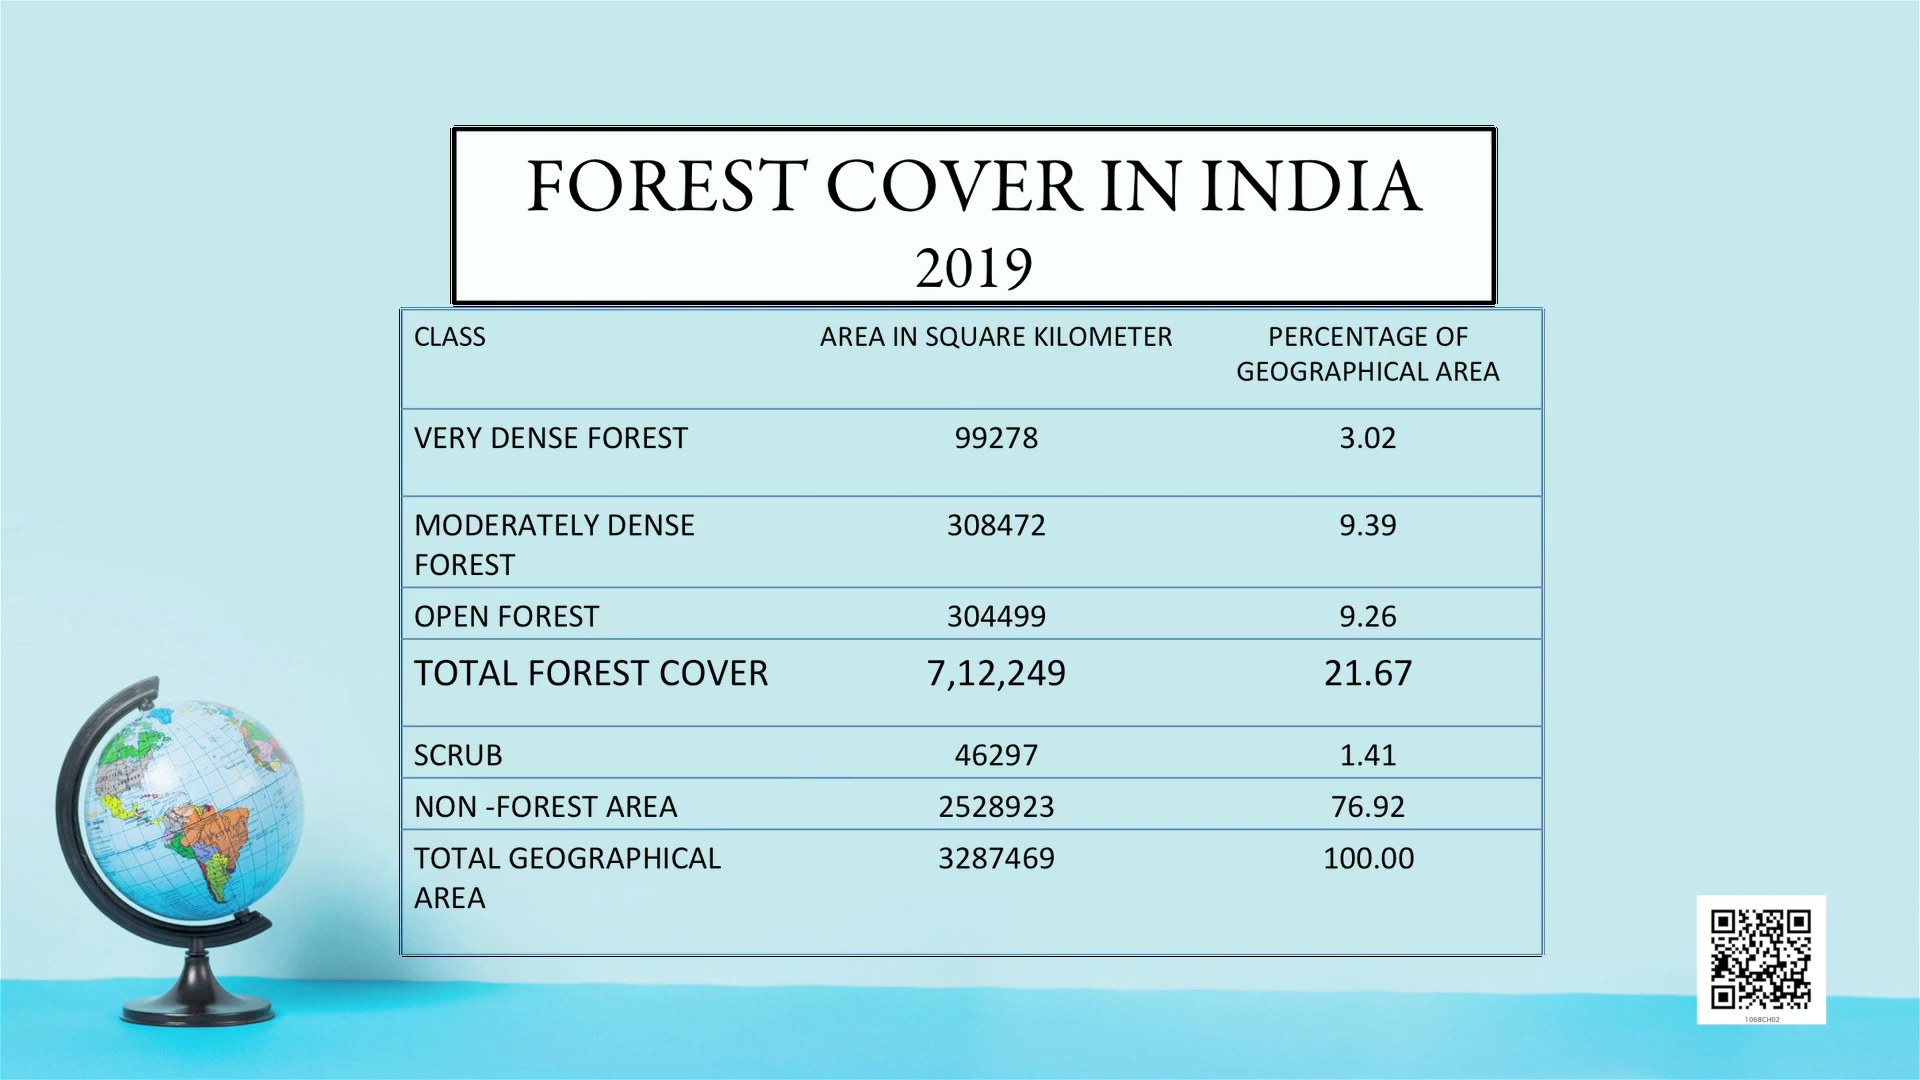 FOREST COVER IN INDIA
2019
CLASS AREA IN SQUARE KILOMETER PERCENTAGE OF
GEOGRAPHICAL AREA
VERY DENSE FOREST 99278 3.02
MODERATELY DENSE 308472 9.39
FOREST
OPEN FOREST 304499 9.26
TOTAL FOREST COVER 7,12,249 21.67
SCRUB 46297 1.41
NON -FOREST AREA 2528923 76.92
TOTAL GEOGRAPHICAL 3287469 100.00
AREA
1068CH02